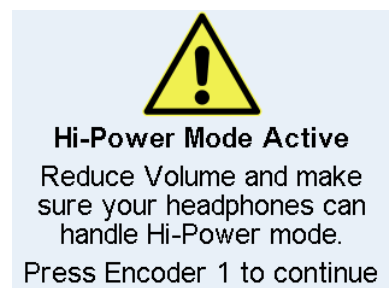 Hi-Power Mode Active
Reduce Volume and make
sure your headphones can
handle Hi-Power mode.
Press Encoder 1 to continue